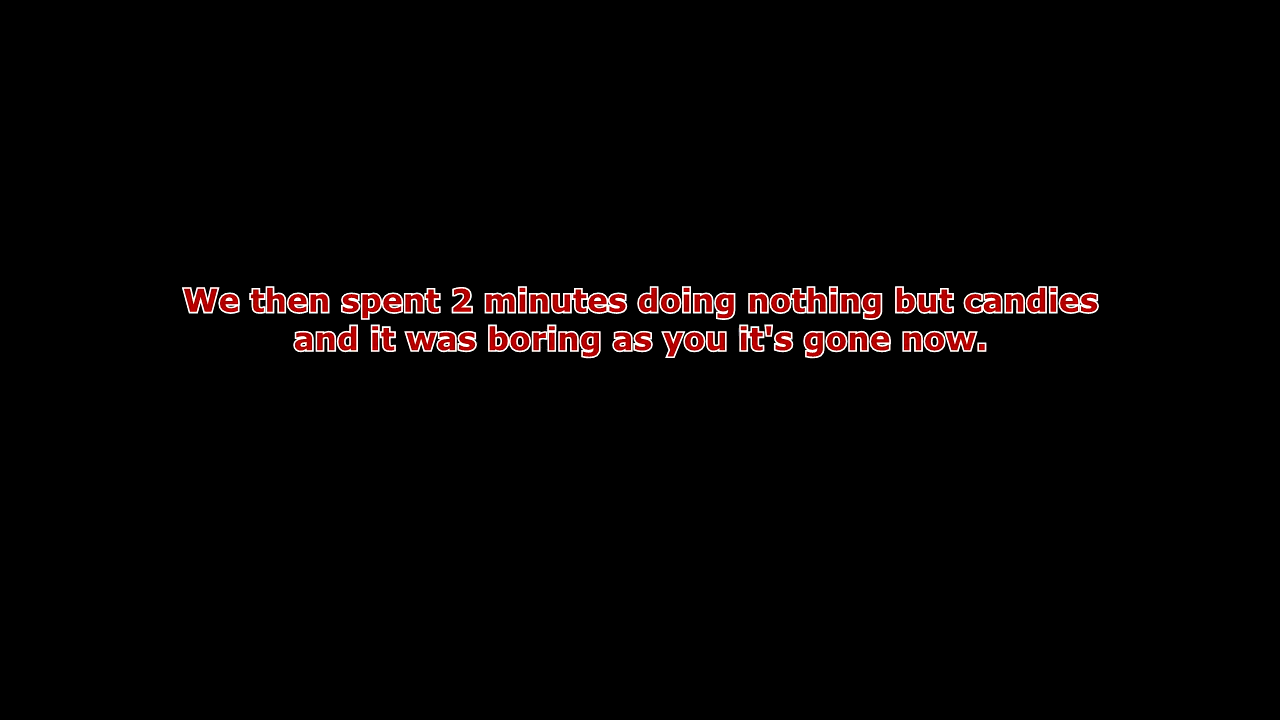 We then spent 2 minutes doing nothing but candies
and it was boring as you it's gone now.